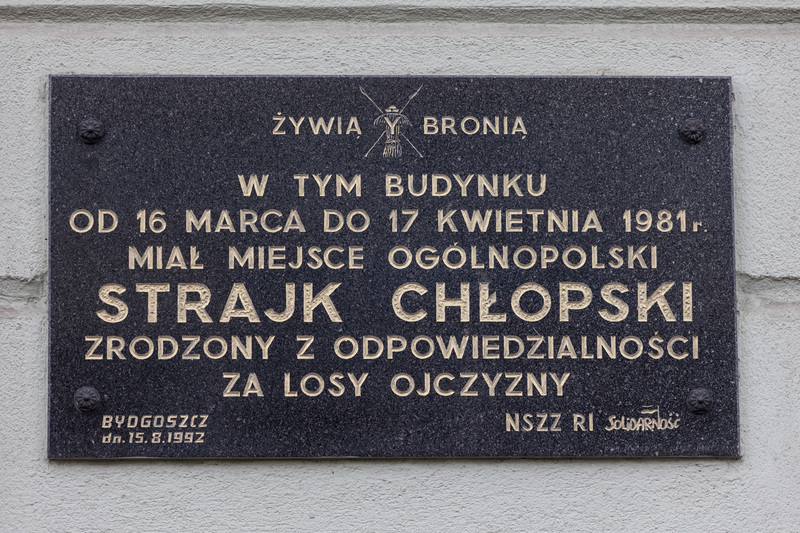 ŻYWIĄ BRONIĄ
W TYM BUDYNKU
OD 16 MARCA DO 17 KWIETNIA 1981r.
MIAŁ MIEJSCE OGÓLNOPOLSKI
STRAJK CHŁOPSKI
ZRODZONY Z ODPOWIEDZIALNOŚCI
ZA LOSY OJCZYZNY
BYDGOSZCZ
dn. 15.8.1992
NSZZ RI SOLIDARNOŚĆ